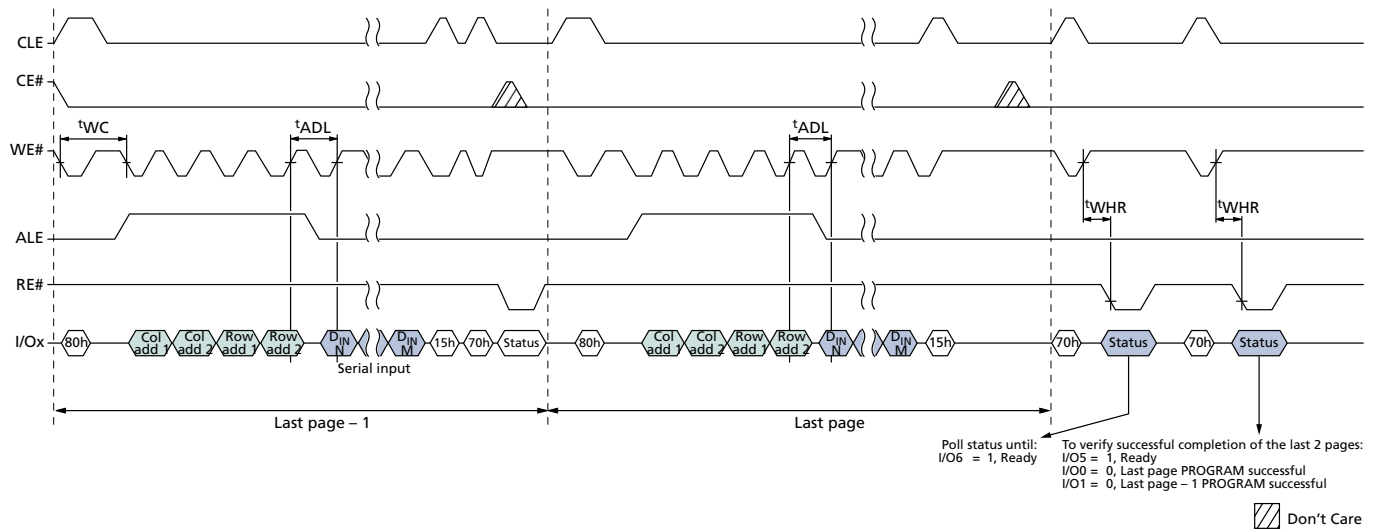 CLE
CE#
tWC
tADL
tADL
WE#
tWHR
tWHR
ALE
RE#
I/Ox
80h
Col add 1
Col add 2
Row add 1
Row add 2
DIN N
DIN M
15h
70h
Status
80h
Col add 1
Col add 2
Row add 1
Row add 2
DIN N
DIN M
15h
70h
Status
70h
Status
Serial input
Last page – 1
Last page
Poll status until:
I/O6 = 1, Ready
To verify successful completion of the last 2 pages:
I/O5 = 1, Ready
I/O0 = 0, Last page PROGRAM successful
I/O1 = 0, Last page – 1 PROGRAM successful
Don't Care